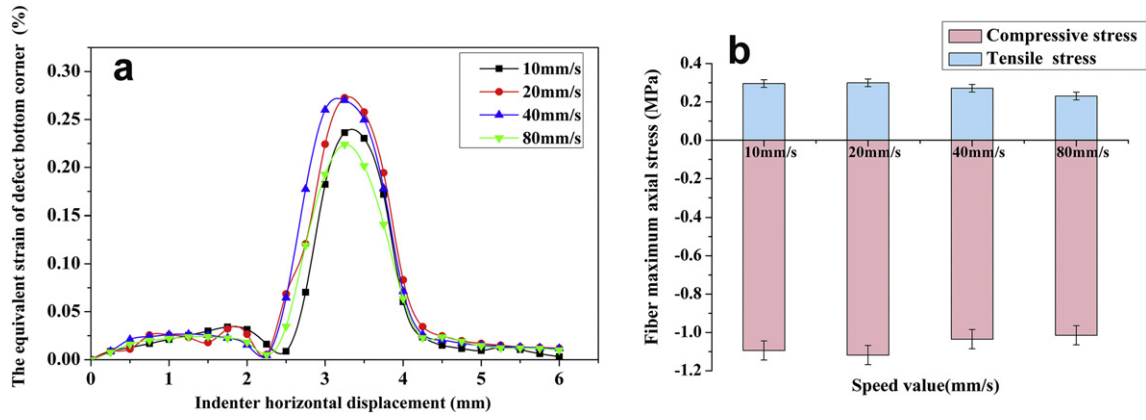 The equivalent strain of defect bottom corner (%)
0.30
0.25
0.20
0.15
0.10
0.05
0.00
a
10mm/s
20mm/s
40mm/s
80mm/s
0 1 2 3 4 5 6
Indenter horizontal displacement (mm)
b
Compressive stress
Tensile stress
Fiber maximum axial stress (MPa)
0.4
0.2
0.0
-0.2
-0.4
-0.6
-0.8
-1.0
-1.2
10mm/s 20mm/s 40mm/s 80mm/s
Speed value(mm/s)